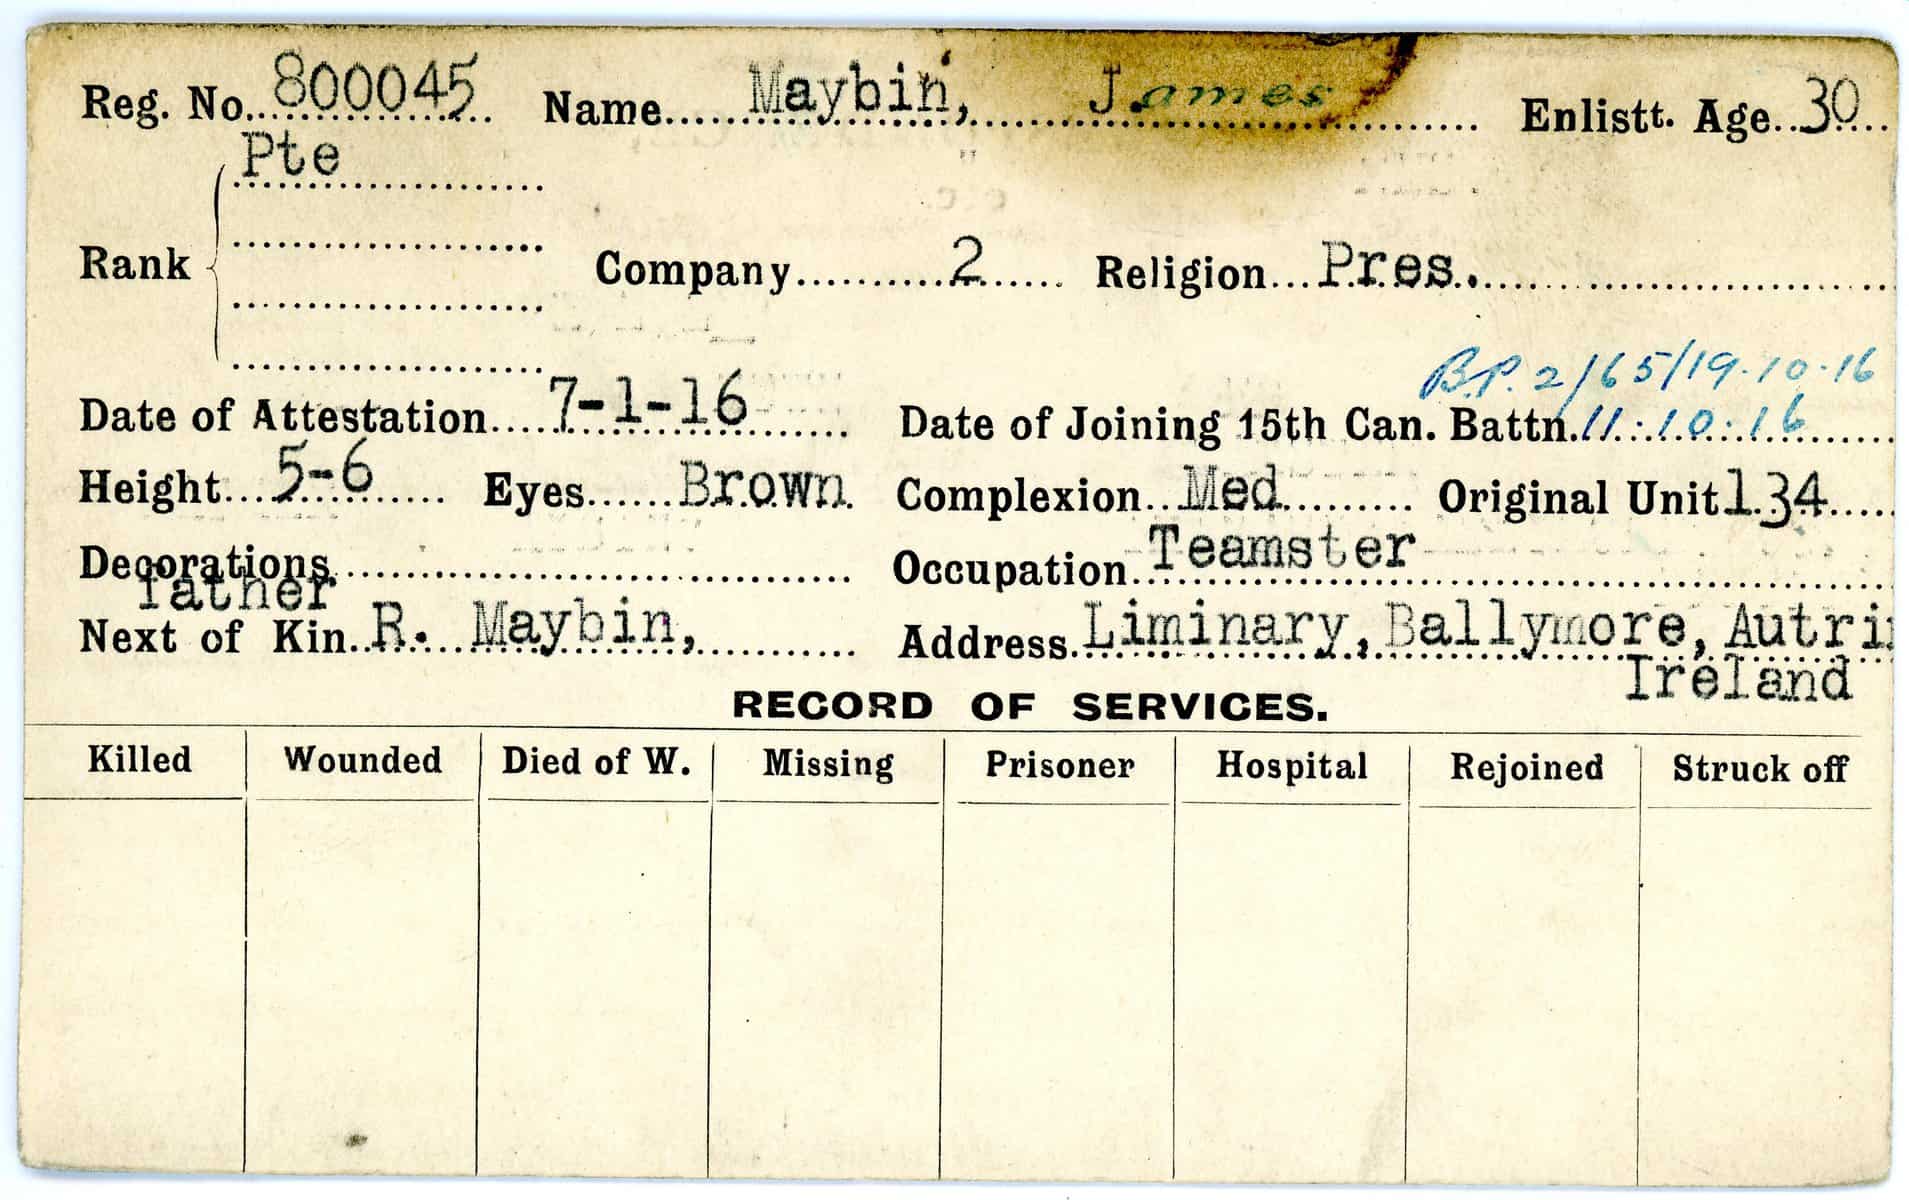 Reg. No. 800045 Name Maybin, J.ames Enlistt. Age 30
Pte
Rank Company 2 Religion Pres.
B.P. 2/65/19.10.16
Date of Attestation 7-1-16 Date of Joining 15th Can. Battn. 11.10.16
Height 5-6 Eyes Brown Complexion Med Original Unit 134
Decorations Occupation Teamster
father
Next of Kin R. Maybin, Address Liminary, Ballymore, Autri
Ireland
RECORD OF SERVICES.
Killed Wounded Died of W. Missing Prisoner Hospital Rejoined Struck off